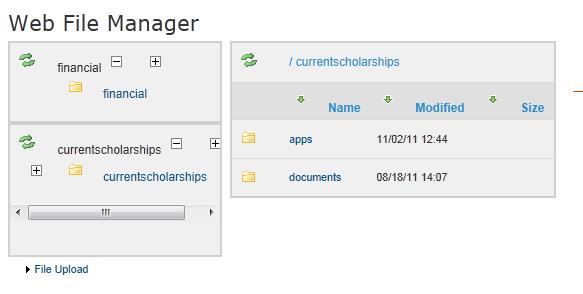 Web File Manager
financial
financial
currentscholarships
currentscholarships
File Upload
/ currentscholarships
Name Modified Size
apps 11/02/11 12:44
documents 08/18/11 14:07